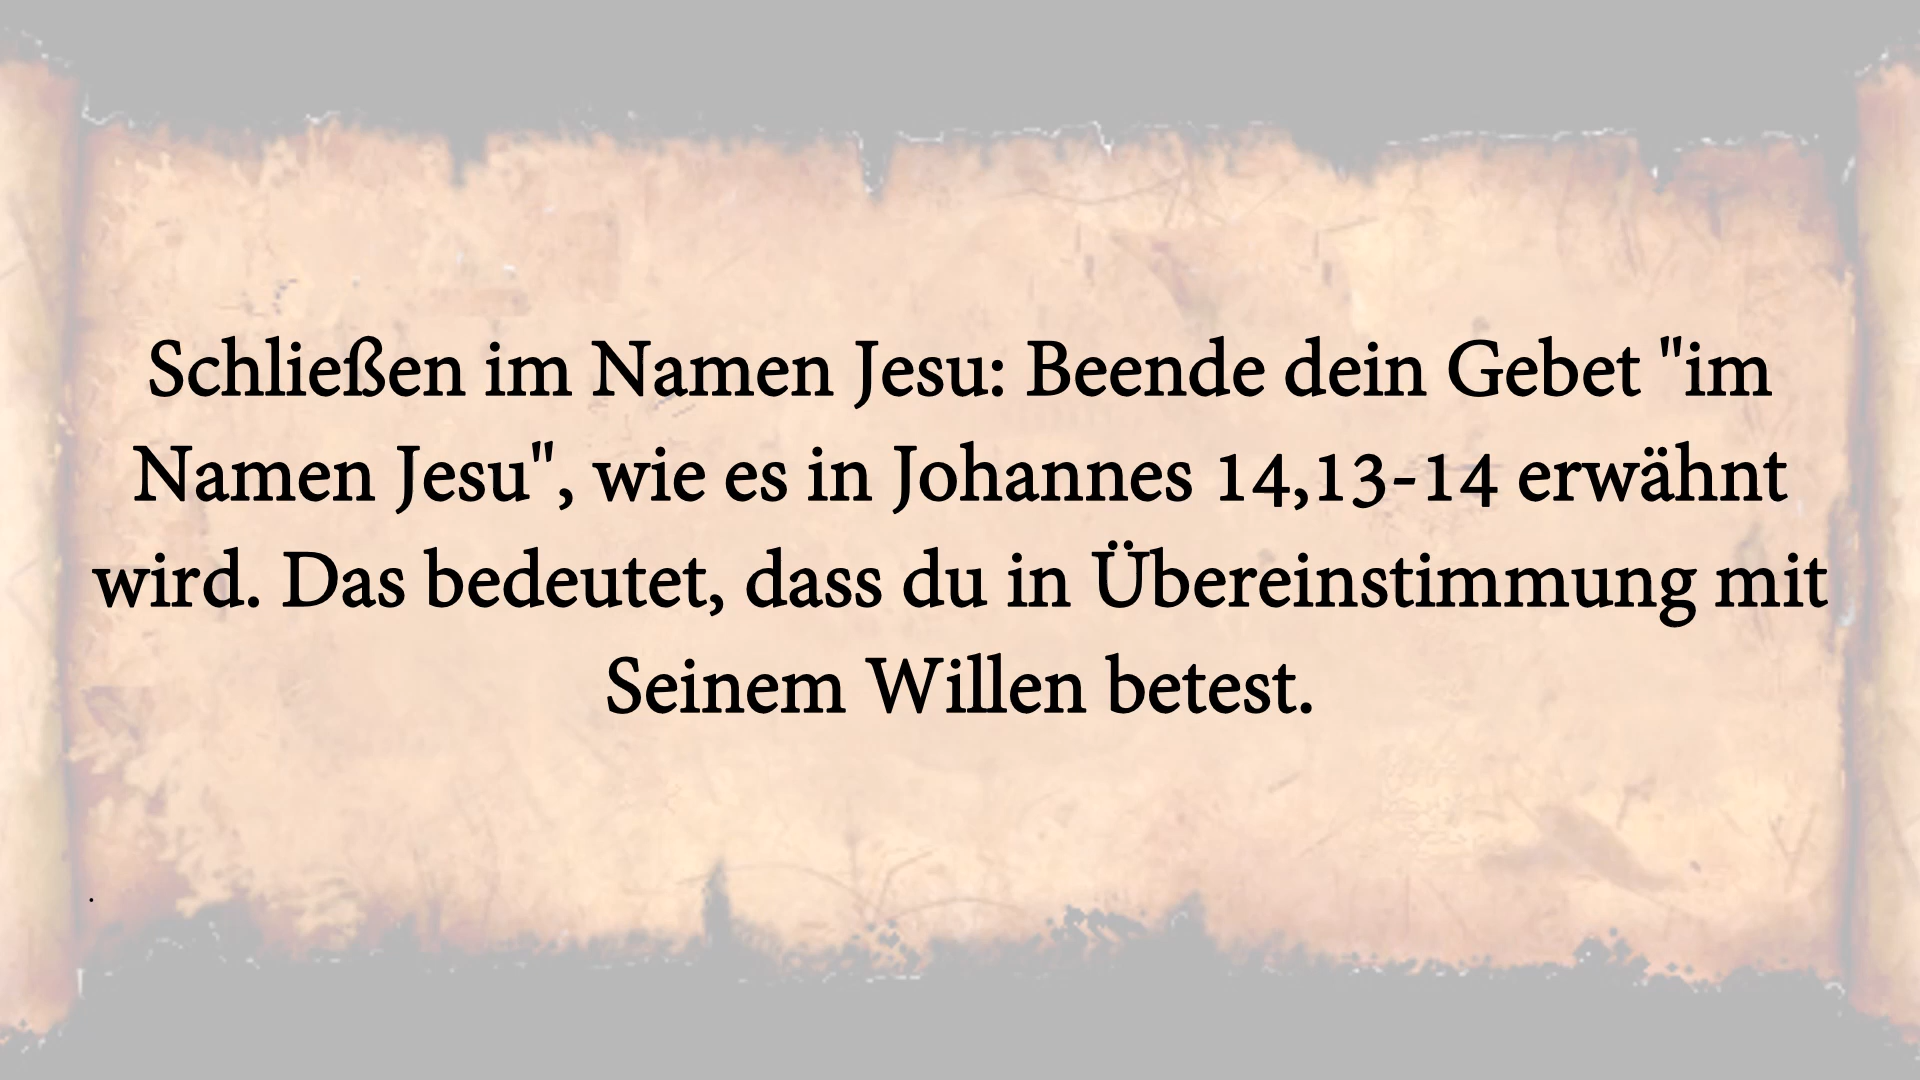 Schließen im Namen Jesu: Beende dein Gebet "im
Namen Jesu", wie es in Johannes 14,13-14 erwähnt
wird. Das bedeutet, dass du in Übereinstimmung mit
Seinem Willen betest.
.